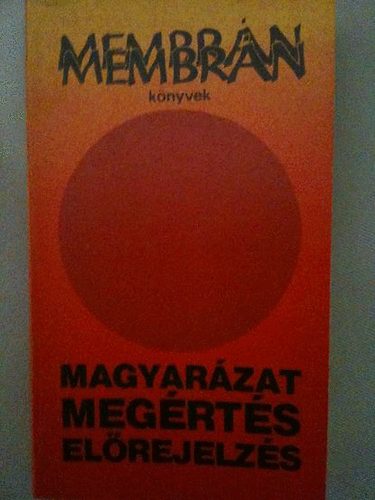 MEMBRÁN
könyvek
MAGYARÁZAT
MEGÉRTÉS
ELŐREJELZÉS